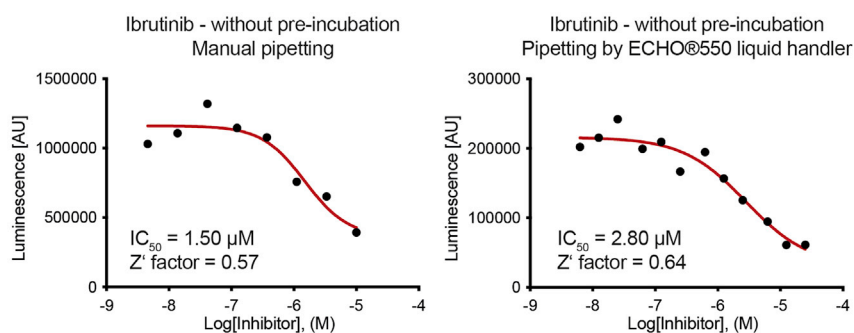 Ibrutinib - without pre-incubation
Manual pipetting
Luminescence [AU]
1500000
1000000
500000
0
IC50 = 1.50 µM
Z‘ factor = 0.57
-9 -8 -7 -6 -5 -4
Log[Inhibitor], (M)
Ibrutinib - without pre-incubation
Pipetting by ECHO®550 liquid handler
Luminescence [AU]
300000
200000
100000
0
IC50 = 2.80 µM
Z‘ factor = 0.64
-9 -8 -7 -6 -5 -4
Log[Inhibitor], (M)